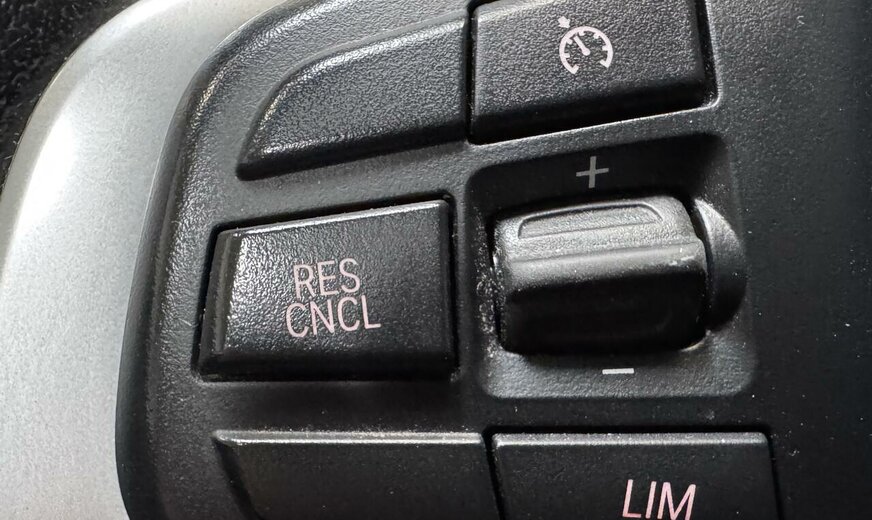 +
RES
CNCL
−
LIM